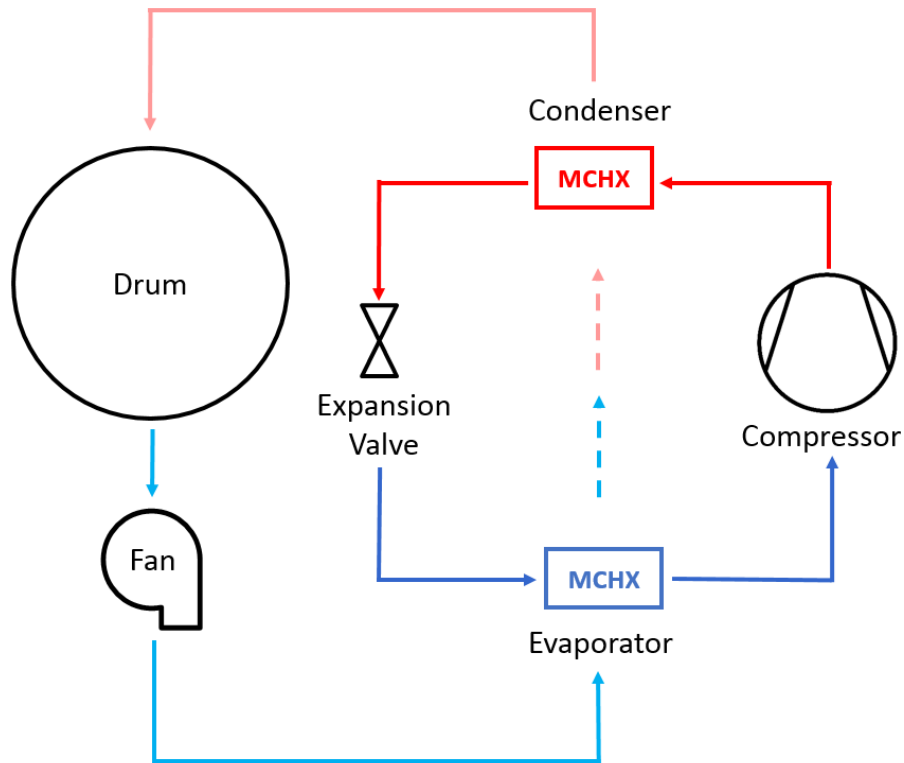 Condenser
MCHX
Drum
Expansion
Valve
Compressor
Fan
MCHX
Evaporator